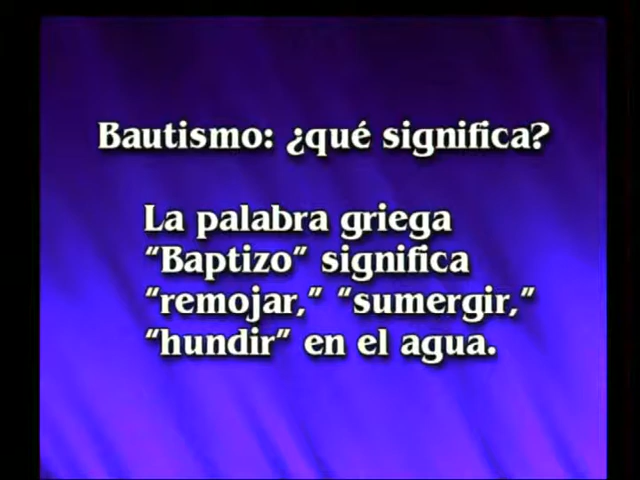 Bautismo: ¿qué significa?
La palabra griega
“Baptizo” significa
“remojar,” “sumergir,”
“hundir” en el agua.